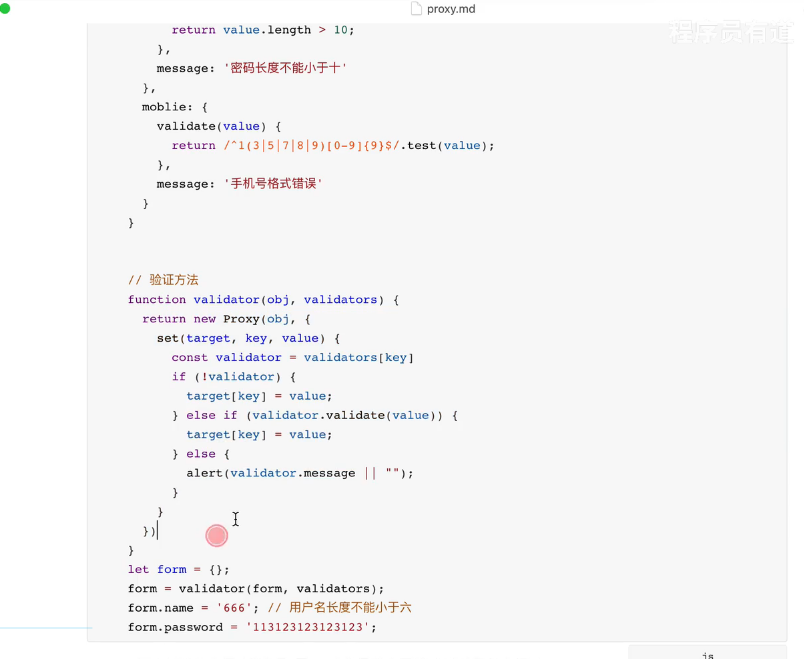 proxy.md
程序员有道
return value.length > 10;
},
message: '密码长度不能小于十'
},
moblie: {
validate(value) {
return /^1(3|5|7|8|9)[0-9]{9}$/.test(value);
},
message: '手机号格式错误'
}
}
// 验证方法
function validator(obj, validators) {
return new Proxy(obj, {
set(target, key, value) {
const validator = validators[key]
if (!validator) {
target[key] = value;
} else if (validator.validate(value)) {
target[key] = value;
} else {
alert(validator.message || "");
}
}
})
}
let form = {};
form = validator(form, validators);
form.name = '666'; // 用户名长度不能小于六
form.password = '113123123123123';
js